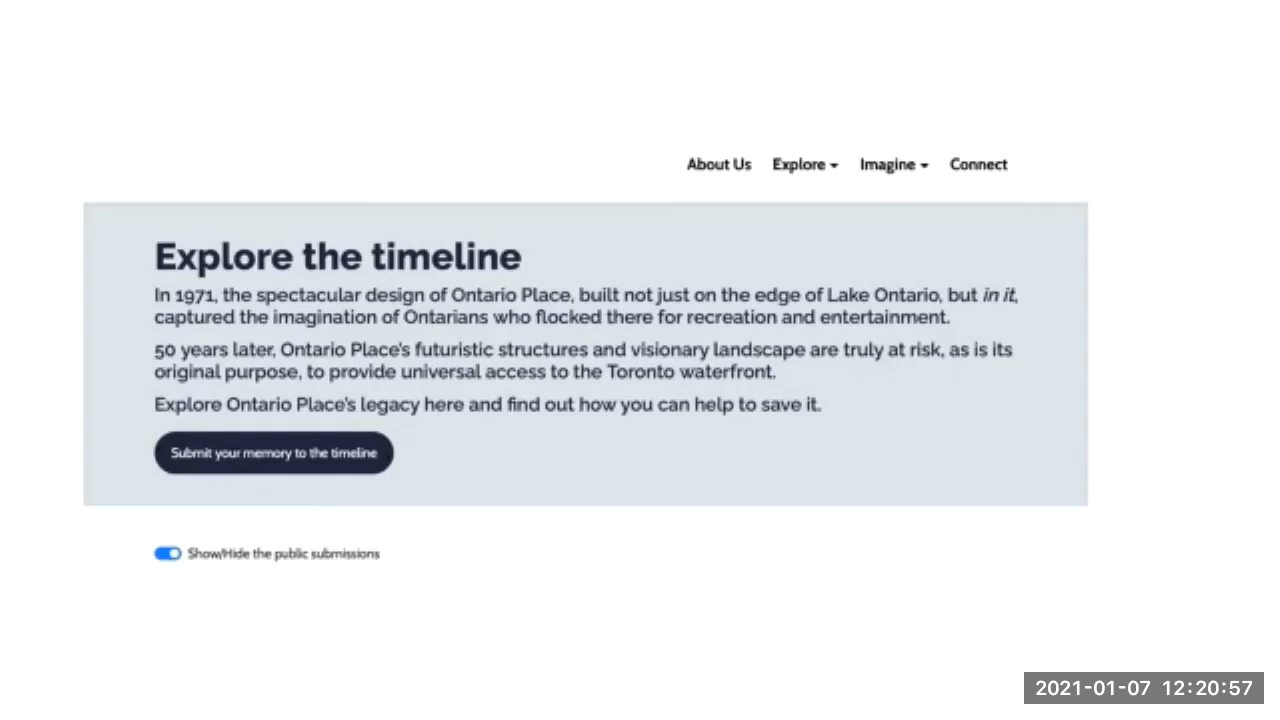 About Us Explore Imagine Connect
Explore the timeline
In 1971, the spectacular design of Ontario Place, built not just on the edge of Lake Ontario, but in it,
captured the imagination of Ontarians who flocked there for recreation and entertainment.
50 years later, Ontario Place's futuristic structures and visionary landscape are truly at risk, as is its
original purpose, to provide universal access to the Toronto waterfront.
Explore Ontario Place's legacy here and find out how you can help to save it.
Submit your memory to the timeline
Show/Hide the public submissions
2021-01-07 12:20:57